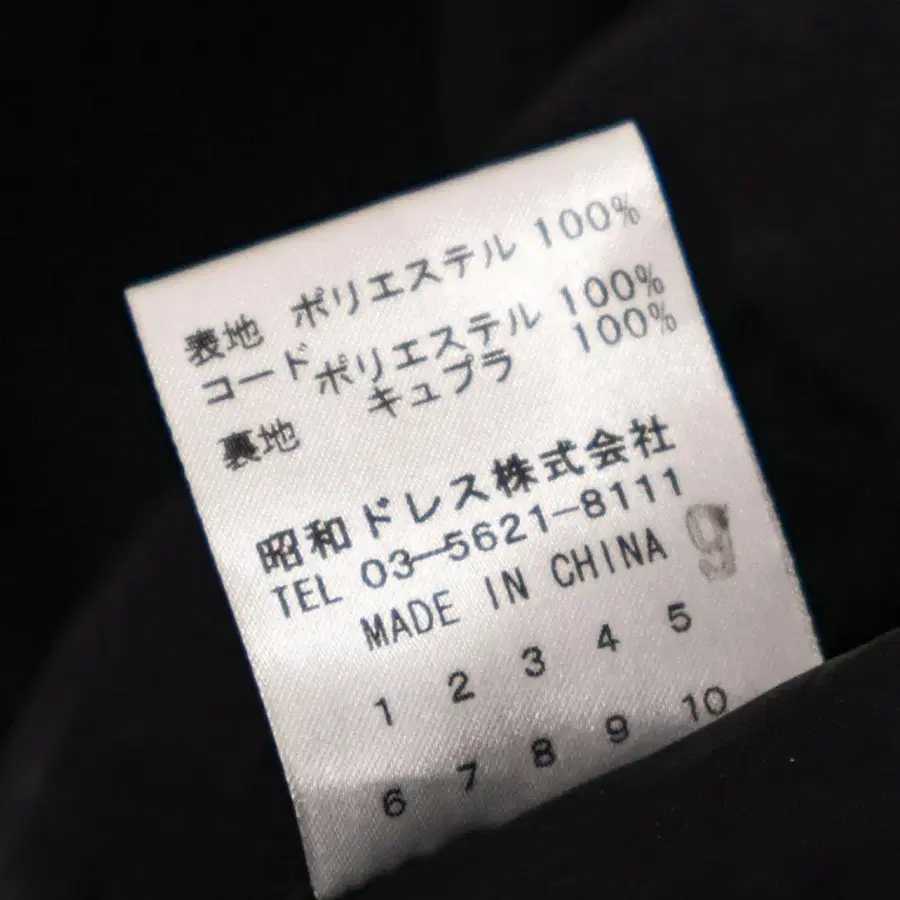 表地 ポリエステル 100%
コード ポリエステル 100%
裏地 キュプラ 100%
昭和ドレス株式会社
TEL 03-5621-8111
MADE IN CHINA 9
1 2 3 4 5
6 7 8 9 10